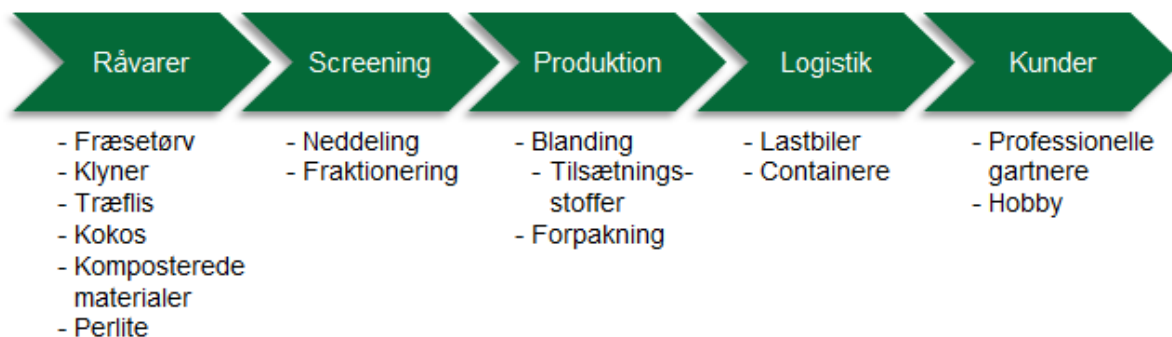 Råvarer
Screening
Produktion
Logistik
Kunder
- Fræsetørv
- Klyner
- Træflis
- Kokos
- Komposterede
materialer
- Perlite
- Neddeling
- Fraktionering
- Blanding
- Tilsætnings-
stoffer
- Forpakning
- Lastbiler
- Containere
- Professionelle
gartnere
- Hobby